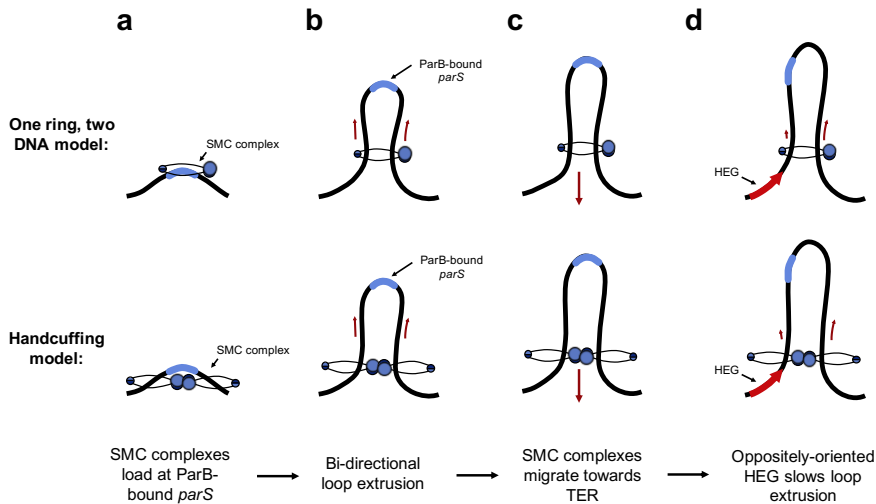 a
b
c
d
One ring, two
DNA model:
SMC complex
ParB-bound
parS
HEG
Handcuffing
model:
SMC complex
ParB-bound
parS
HEG
SMC complexes
load at ParB-
bound parS
Bi-directional
loop extrusion
SMC complexes
migrate towards
TER
Oppositely-oriented
HEG slows loop
extrusion